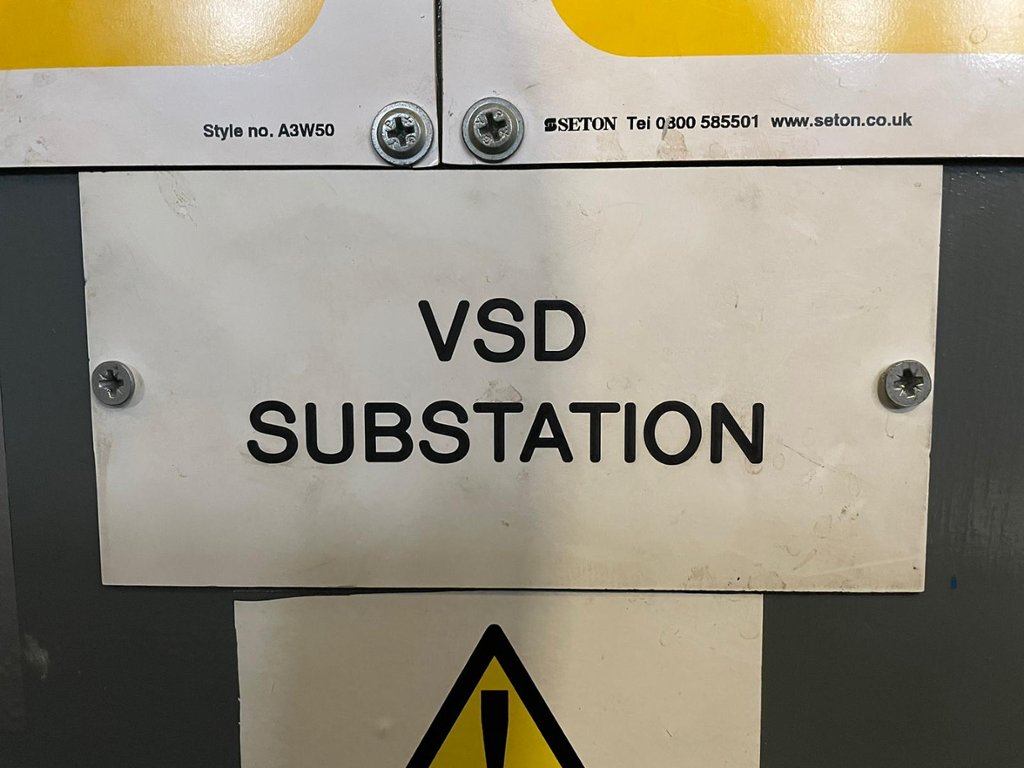 Style no. A3W50
SETON Tel 0800 585501 www.seton.co.uk
VSD
SUBSTATION
!